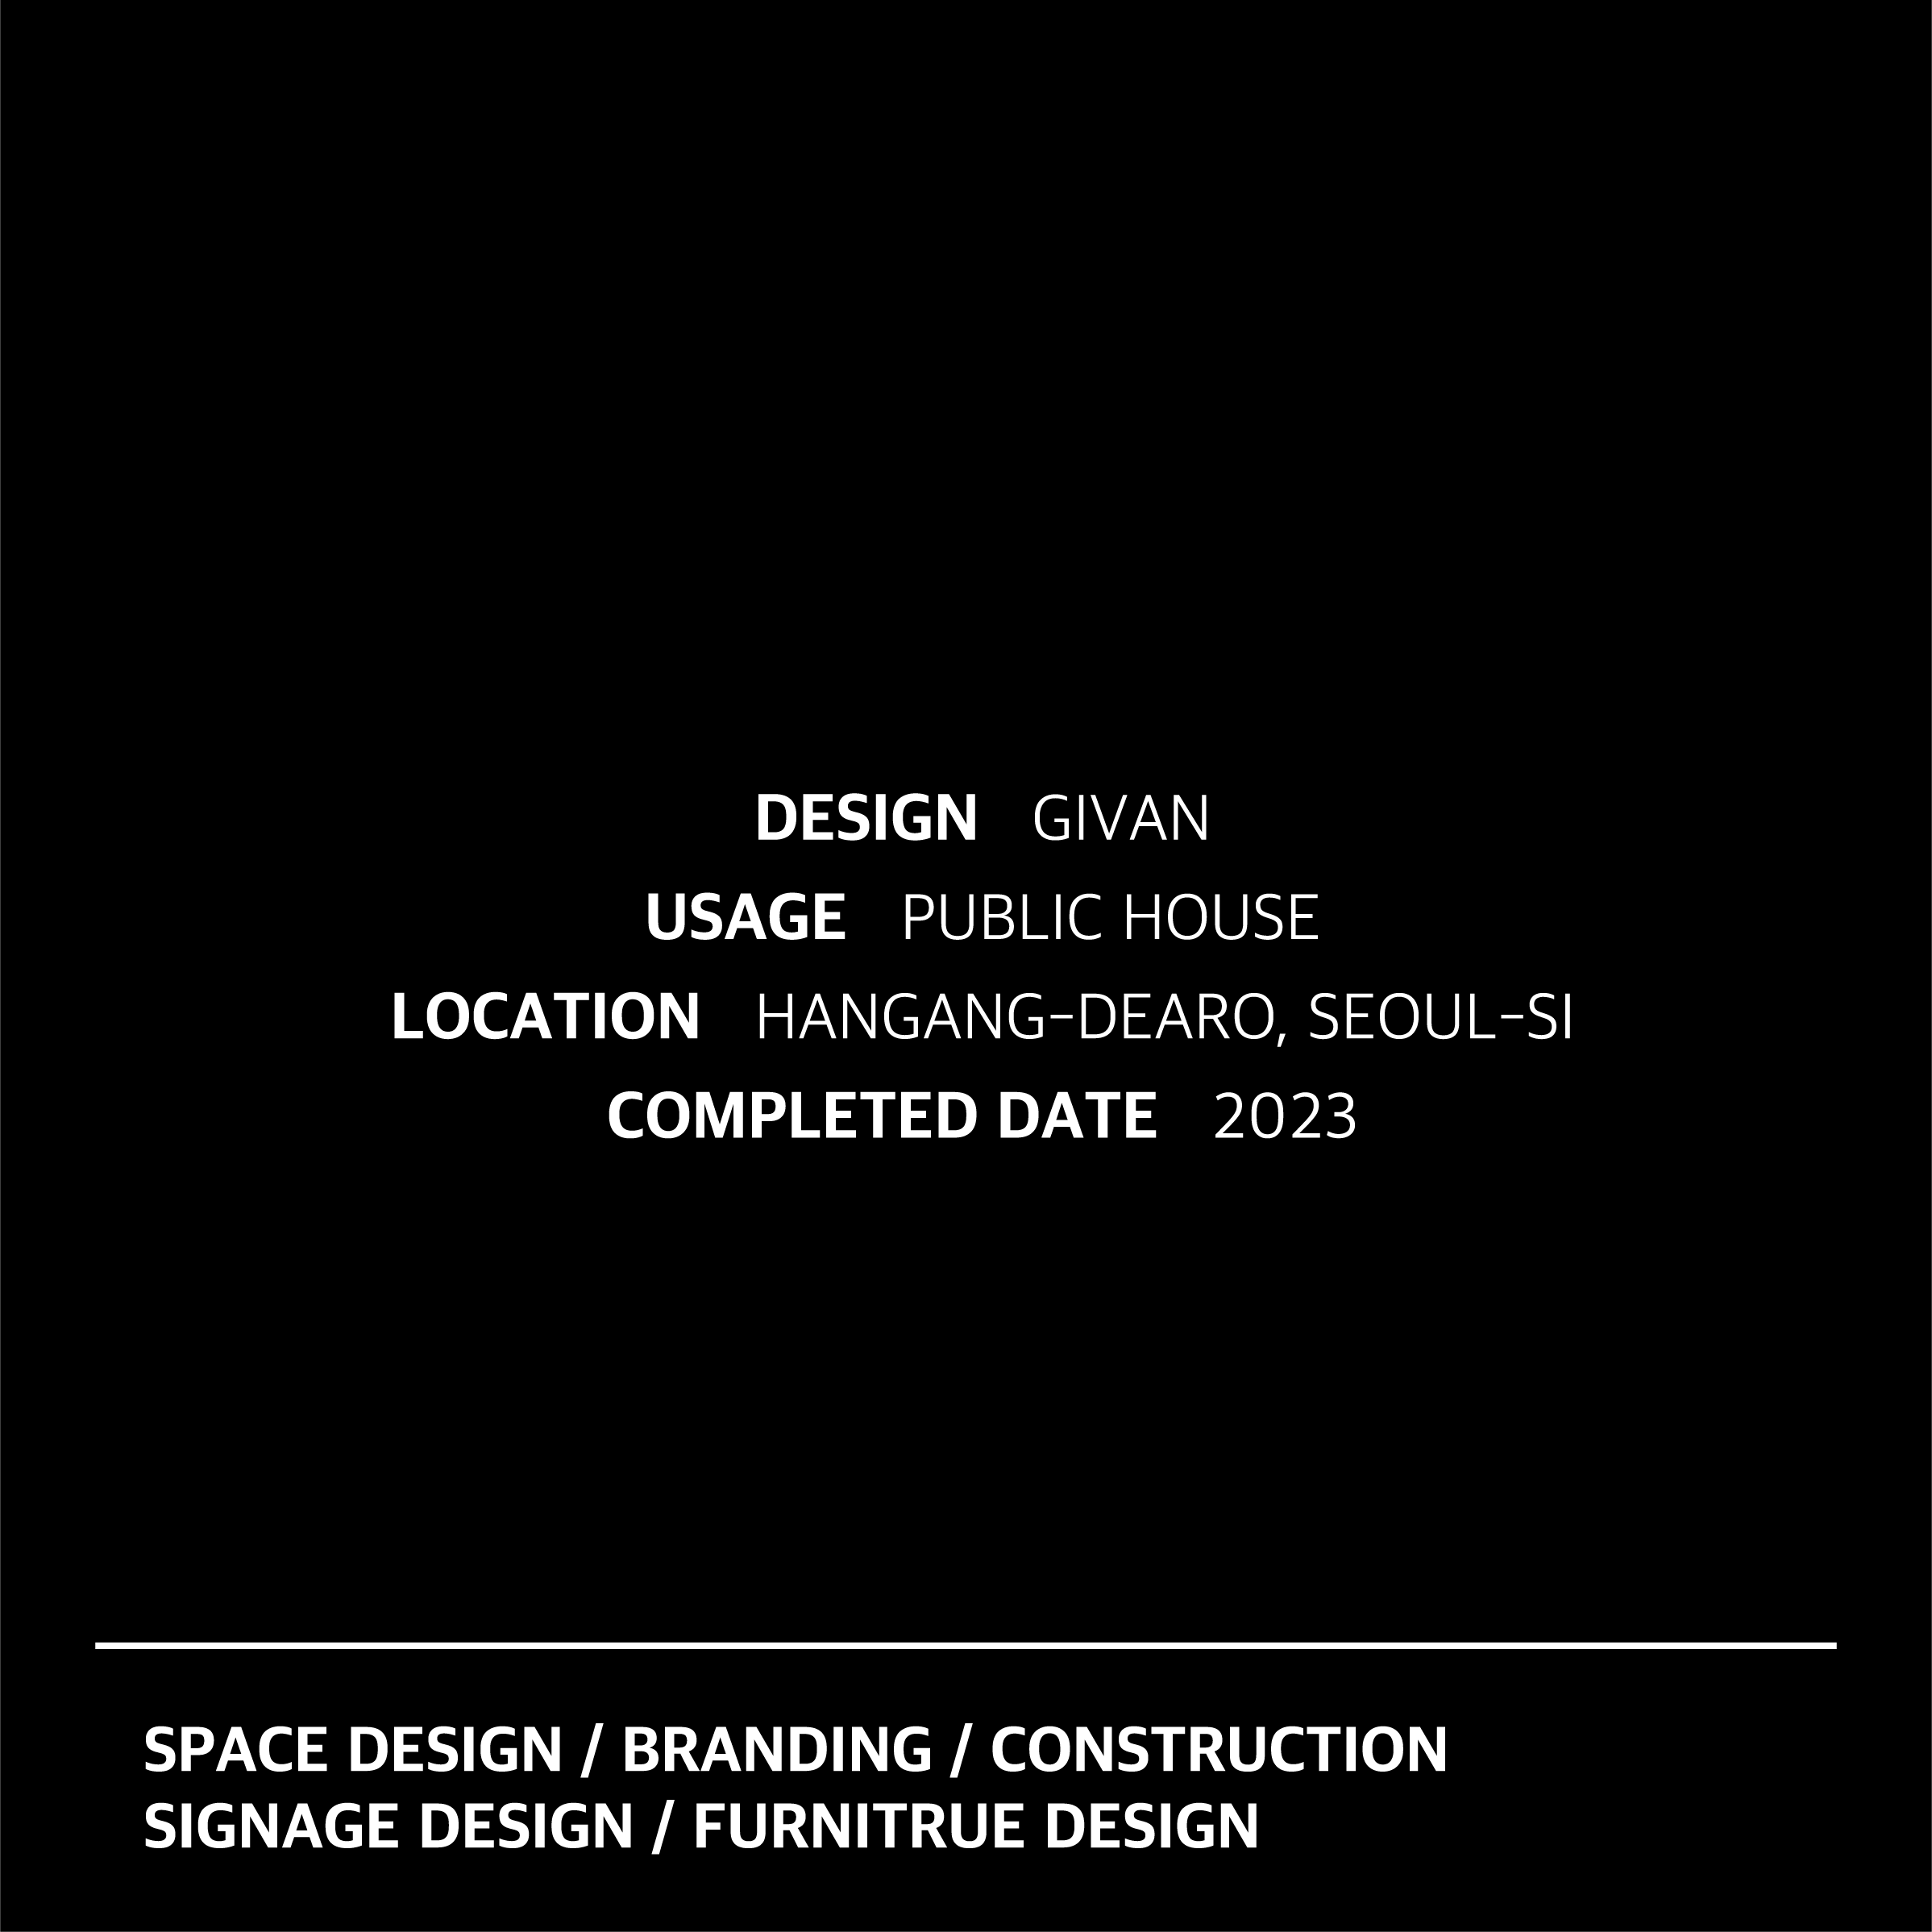 DESIGN GIVAN
USAGE PUBLIC HOUSE
LOCATION HANGANG-DEARO, SEOUL-SI
COMPLETED DATE 2023
SPACE DESIGN / BRANDING / CONSTRUCTION
SIGNAGE DESIGN / FURNITRUE DESIGN